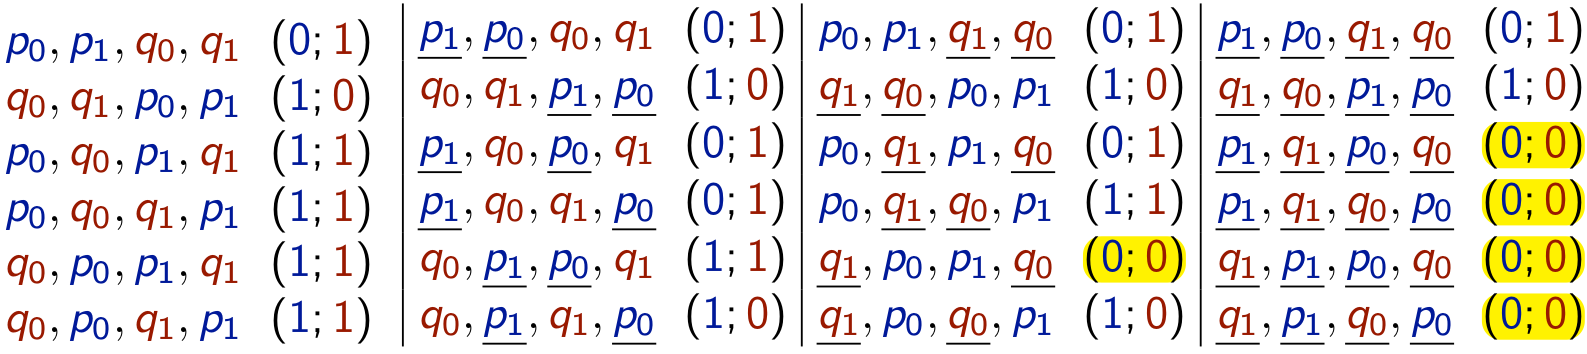 p₀, p₁, q₀, q₁ (0; 1) | p₁, p₀, q₀, q₁ (0; 1) | p₀, p₁, q₁, q₀ (0; 1) | p₁, p₀, q₁, q₀ (0; 1)
q₀, q₁, p₀, p₁ (1; 0) | q₀, q₁, p₁, p₀ (1; 0) | q₁, q₀, p₀, p₁ (1; 0) | q₁, q₀, p₁, p₀ (1; 0)
p₀, q₀, p₁, q₁ (1; 1) | p₁, q₀, p₀, q₁ (0; 1) | p₀, q₁, p₁, q₀ (0; 1) | p₁, q₁, p₀, q₀ (0; 0)
p₀, q₀, q₁, p₁ (1; 1) | p₁, q₀, q₁, p₀ (0; 1) | p₀, q₁, q₀, p₁ (1; 1) | p₁, q₁, q₀, p₀ (0; 0)
q₀, p₀, p₁, q₁ (1; 1) | q₀, p₁, p₀, q₁ (1; 1) | q₁, p₀, p₁, q₀ (0; 0) | q₁, p₁, p₀, q₀ (0; 0)
q₀, p₀, q₁, p₁ (1; 1) | q₀, p₁, q₁, p₀ (1; 0) | q₁, p₀, q₀, p₁ (1; 0) | q₁, p₁, q₀, p₀ (0; 0)